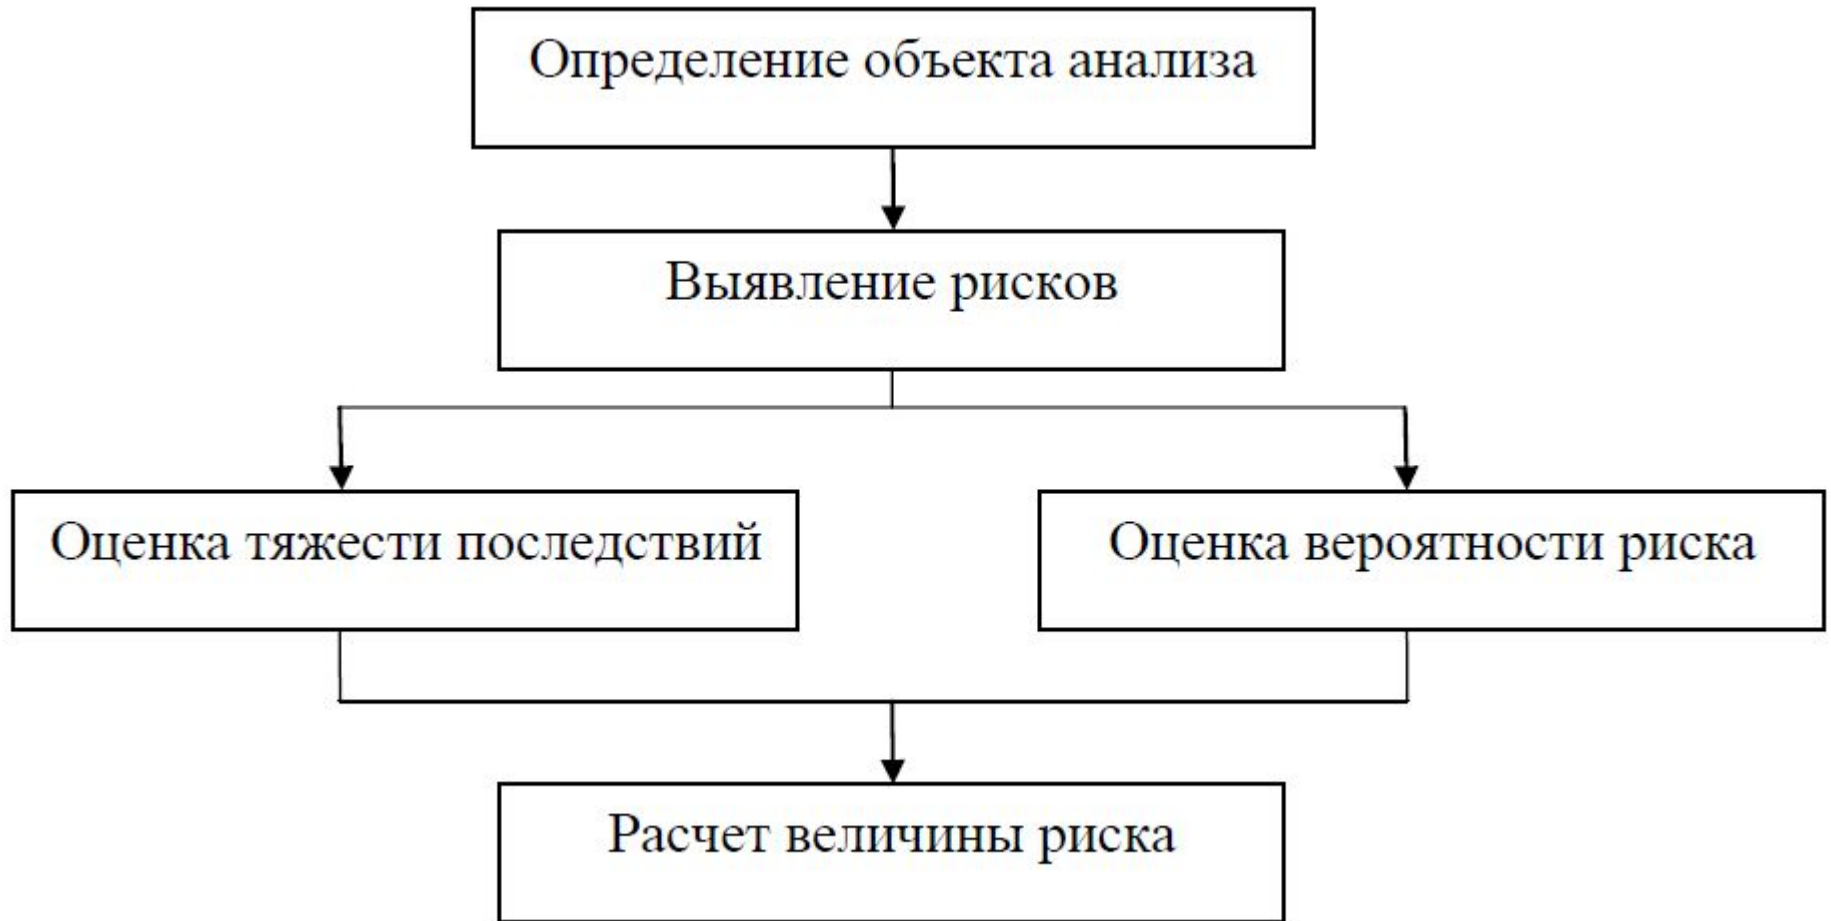 Определение объекта анализа
Выявление рисков
Оценка тяжести последствий
Оценка вероятности риска
Расчет величины риска